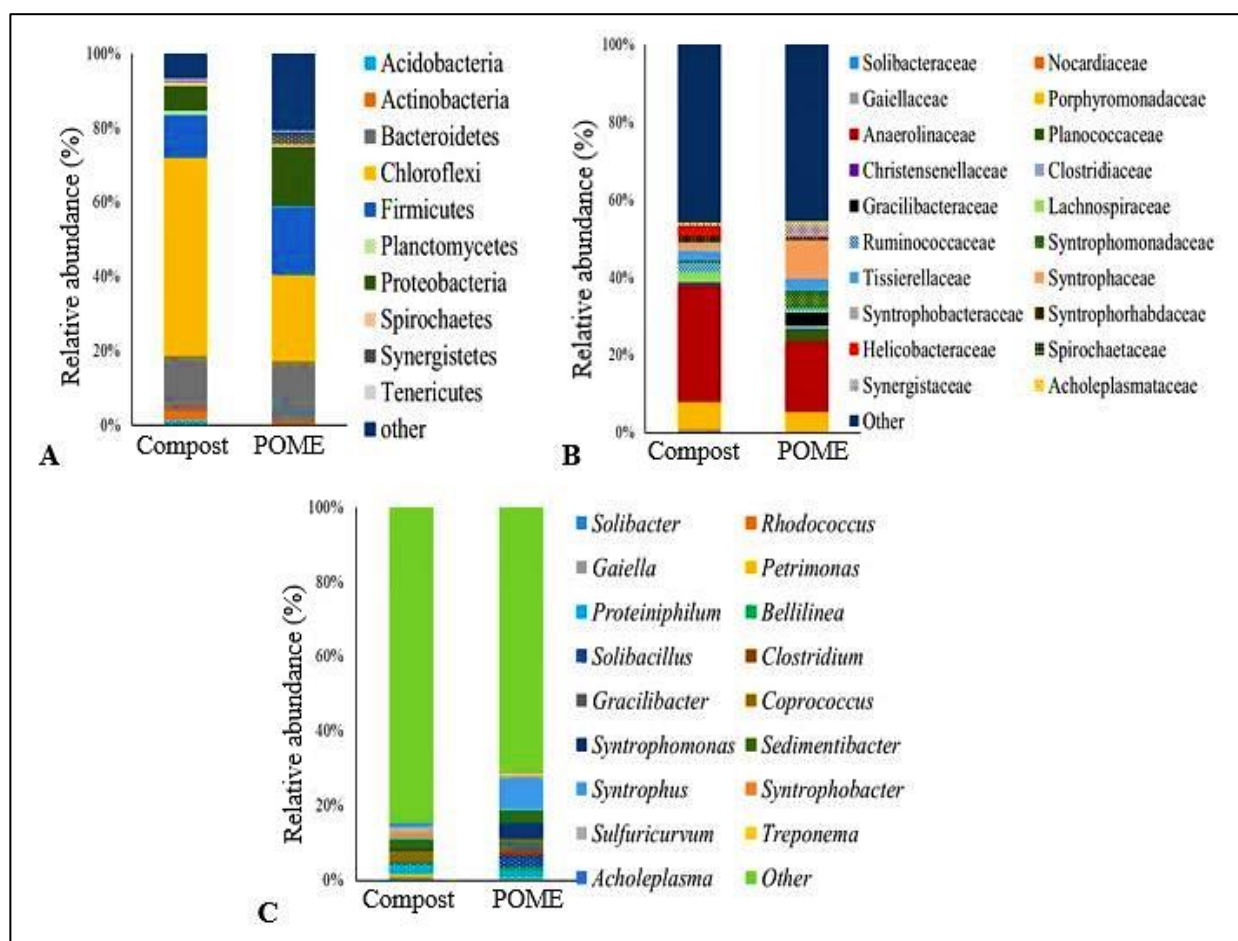 100%
80%
60%
40%
20%
0%
Relative abundance (%)
Compost POME
A
Acidobacteria
Actinobacteria
Bacteroidetes
Chloroflexi
Firmicutes
Planctomycetes
Proteobacteria
Spirochaetes
Synergistetes
Tenericutes
other
100%
80%
60%
40%
20%
0%
Relative abundance (%)
Compost POME
B
Solibacteraceae Nocardiaceae
Gaiellaceae Porphyromonadaceae
Anaerolinaceae Planococcaceae
Christensenellaceae Clostridiaceae
Gracilibacteraceae Lachnospiraceae
Ruminococcaceae Syntrophomonadaceae
Tissierellaceae Syntrophaceae
Syntrophobacteraceae Syntrophorhabdaceae
Helicobacteraceae Spirochaetaceae
Synergistaceae Acholeplasmataceae
Other
100%
80%
60%
40%
20%
0%
Relative abundance (%)
Compost POME
C
Solibacter Rhodococcus
Gaiella Petrimonas
Proteiniphilum Bellilinea
Solibacillus Clostridium
Gracilibacter Coprococcus
Syntrophomonas Sedimentibacter
Syntrophus Syntrophobacter
Sulfuricurvum Treponema
Acholeplasma Other